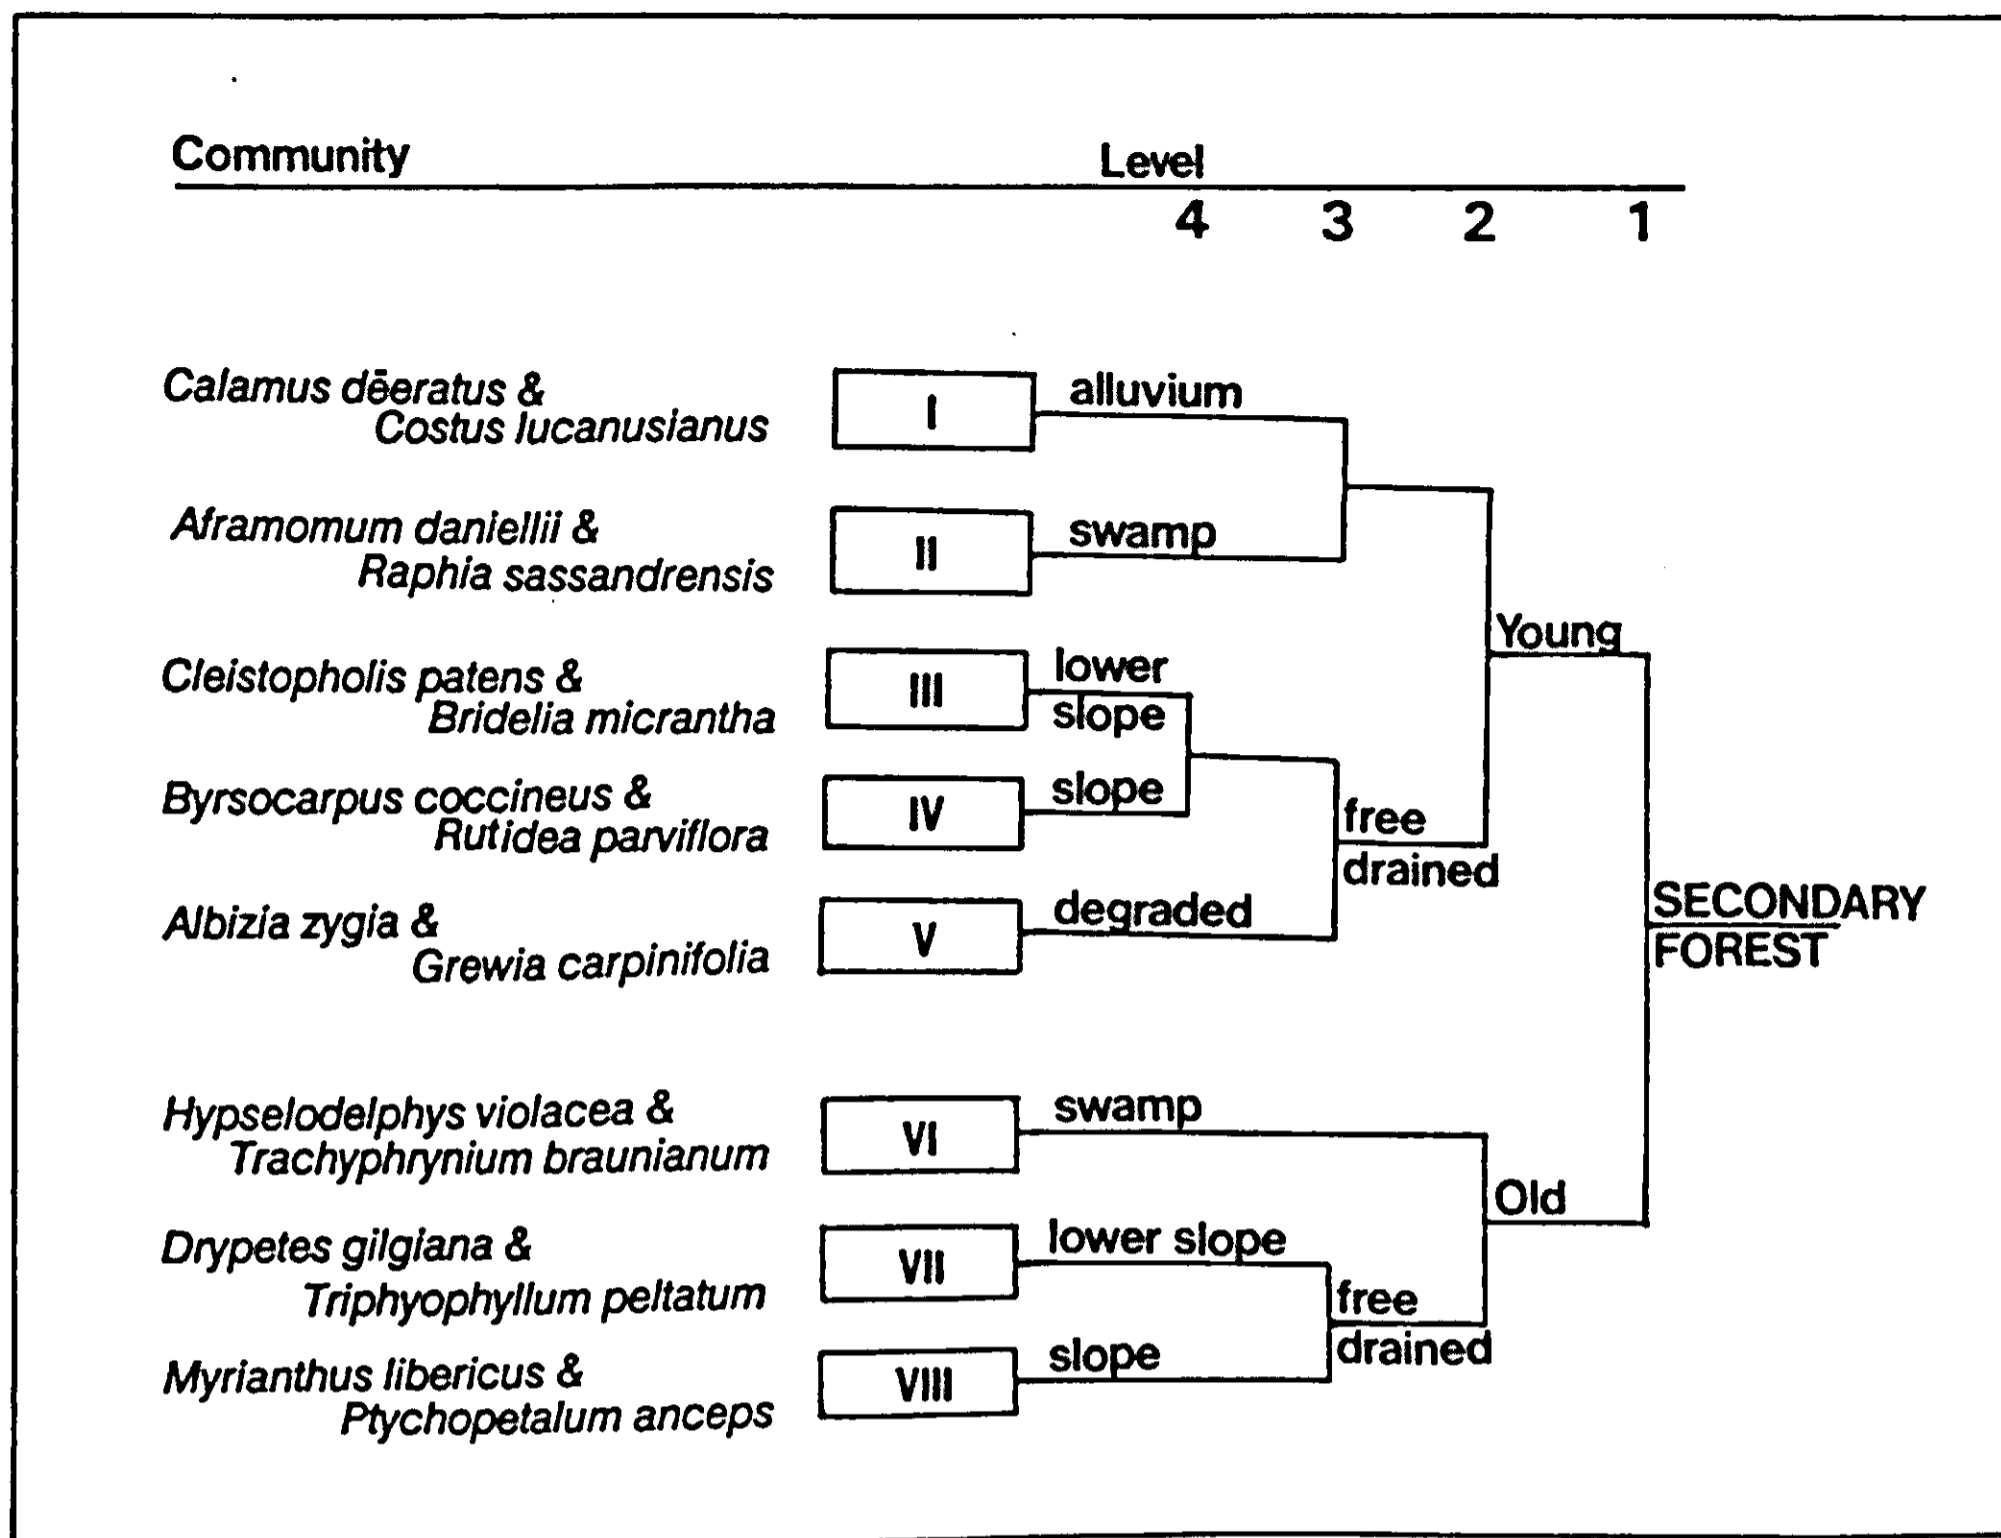 Community Level
4 3 2 1
Calamus dēeratus &
Costus lucanusianus
I
alluvium
Aframomum daniellii &
Raphia sassandrensis
II
swamp
Young
Cleistopholis patens &
Bridelia micrantha
III
lower
slope
Byrsocarpus coccineus &
Rutidea parviflora
IV
slope
free
drained
Albizia zygia &
Grewia carpinifolia
V
degraded
SECONDARY
FOREST
Hypselodelphys violacea &
Trachyphrynium braunianum
VI
swamp
Old
Drypetes gilgiana &
Triphyophyllum peltatum
VII
lower slope
free
drained
Myrianthus libericus &
Ptychopetalum anceps
VIII
slope